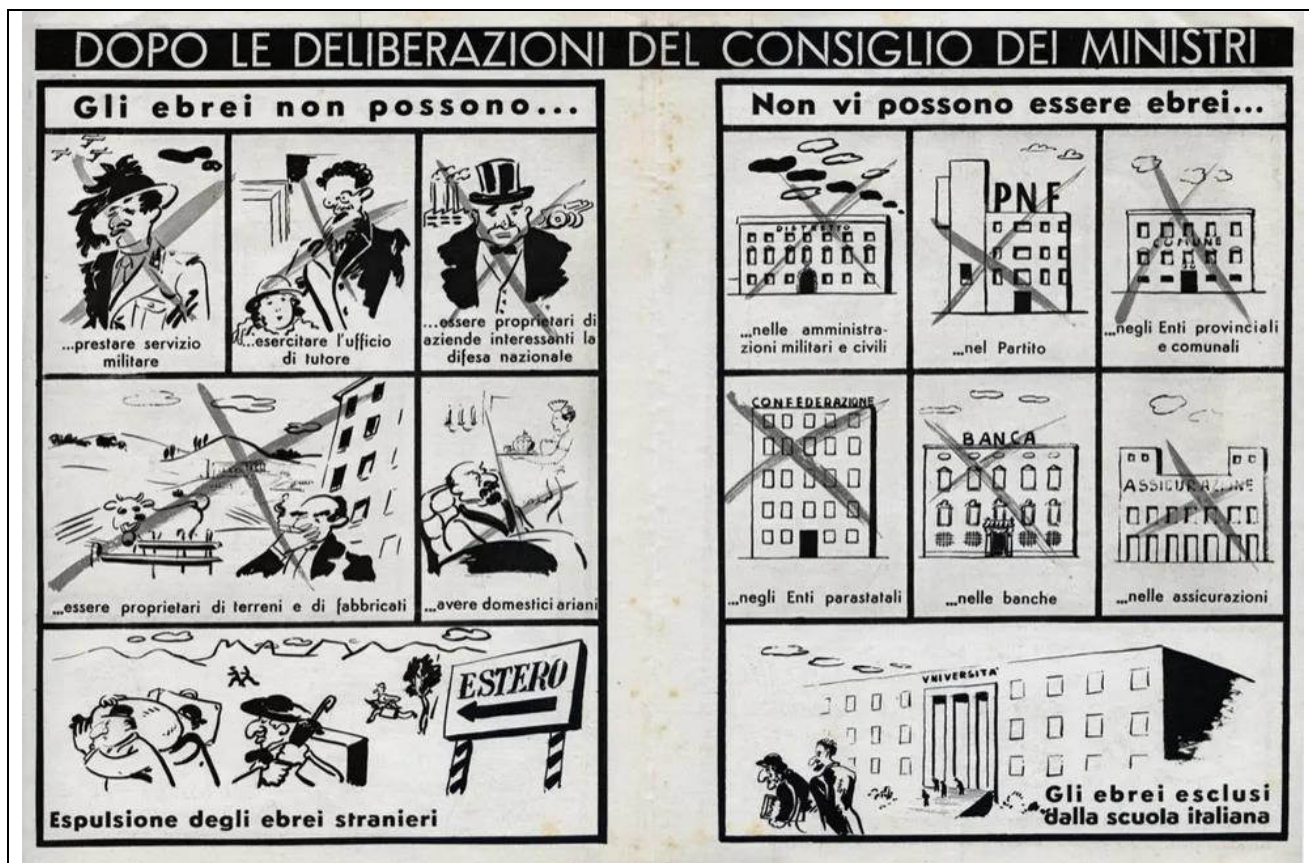 DOPO LE DELIBERAZIONI DEL CONSIGLIO DEI MINISTRI
Gli ebrei non possono...
...prestare servizio
militare
...esercitare l'ufficio
di tutore
...essere proprietari di
aziende interessanti la
difesa nazionale
...essere proprietari di terreni e di fabbricati
...avere domestici ariani
ESTERO
Espulsione degli ebrei stranieri
Non vi possono essere ebrei...
DISTRETTO
...nelle amministra-
zioni militari e civili
PNF
...nel Partito
COMUNE
...negli Enti provinciali
e comunali
CONFEDERAZIONE
...negli Enti parastatali
BANCA
...nelle banche
ASSICURAZIONE
...nelle assicurazioni
VNIVERSITA'
Gli ebrei esclusi
dalla scuola italiana